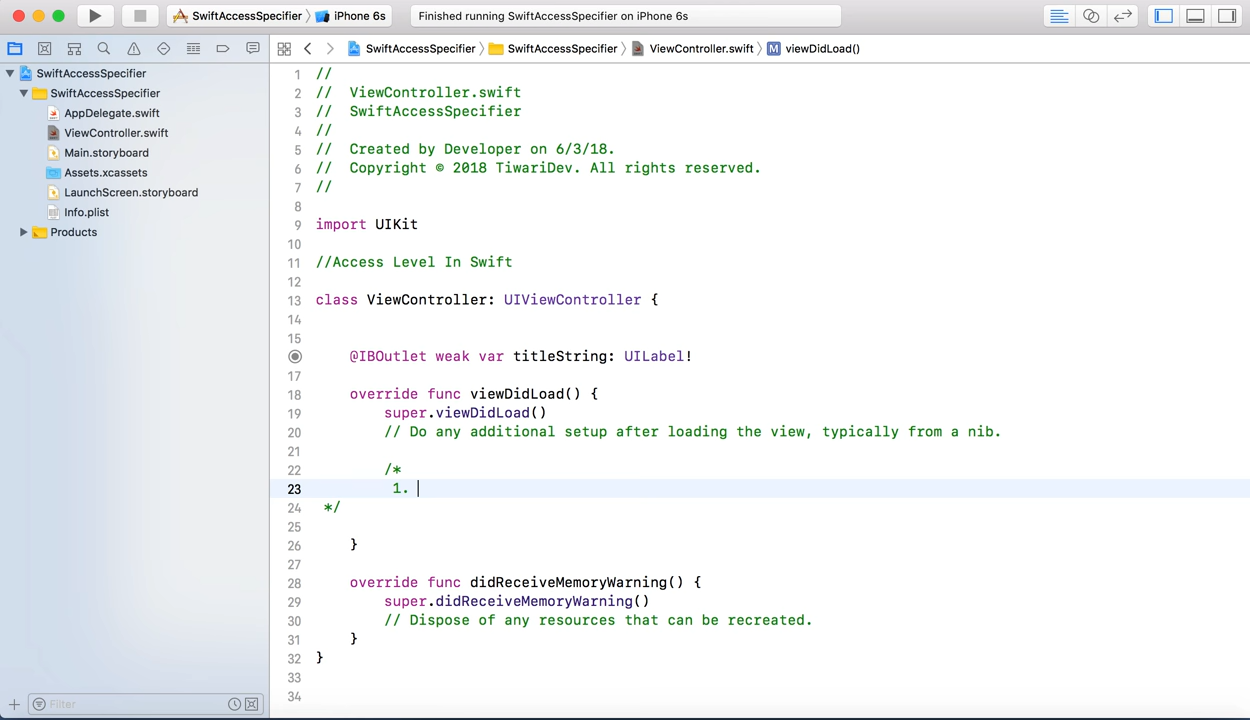 SwiftAccessSpecifier iPhone 6s
Finished running SwiftAccessSpecifier on iPhone 6s
SwiftAccessSpecifier SwiftAccessSpecifier ViewController.swift M viewDidLoad()
SwiftAccessSpecifier
SwiftAccessSpecifier
AppDelegate.swift
ViewController.swift
Main.storyboard
Assets.xcassets
LaunchScreen.storyboard
Info.plist
Products
Filter
1 //
2 // ViewController.swift
3 // SwiftAccessSpecifier
4 //
5 // Created by Developer on 6/3/18.
6 // Copyright © 2018 TiwariDev. All rights reserved.
7 //
8
9 import UIKit
10
11 //Access Level In Swift
12
13 class ViewController: UIViewController {
14
15
@IBOutlet weak var titleString: UILabel!
17
18 override func viewDidLoad() {
19 super.viewDidLoad()
20 // Do any additional setup after loading the view, typically from a nib.
21
22 /*
23 1.
24 */
25
26 }
27
28 override func didReceiveMemoryWarning() {
29 super.didReceiveMemoryWarning()
30 // Dispose of any resources that can be recreated.
31 }
32 }
33
34